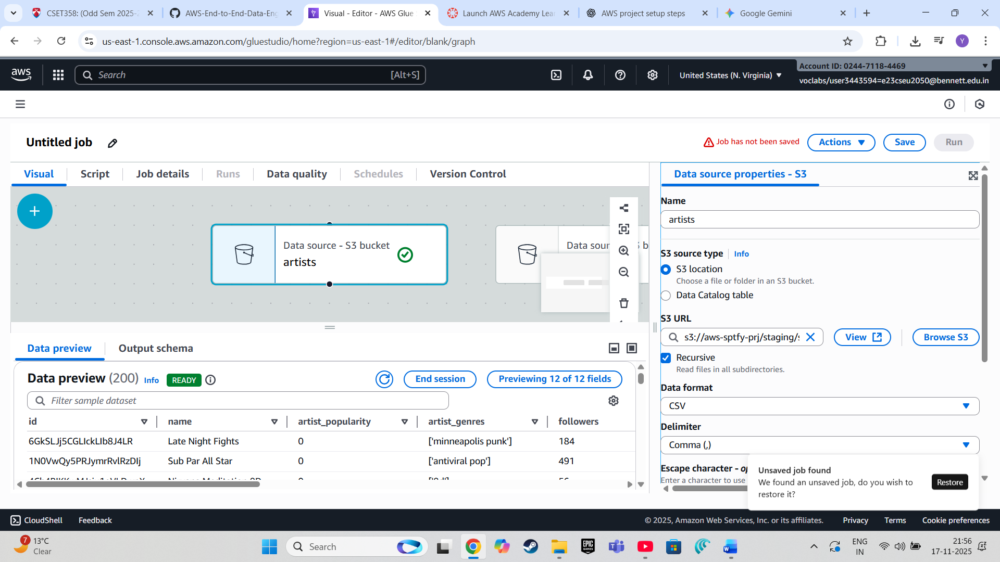 CSET358: (Odd Sem 2025-2
AWS-End-to-End-Data-Eng
Visual - Editor - AWS Glue
Launch AWS Academy Lear
AWS project setup steps
Google Gemini
us-east-1.console.aws.amazon.com/gluestudio/home?region=us-east-1#/editor/blank/graph
Y
aws
Search
[Alt+S]
United States (N. Virginia)
Account ID: 0244-7118-4469
voclabs/user3443594=e23cseu2050@bennett.edu.in
Untitled job
Job has not been saved
Actions
Save
Run
Visual
Script
Job details
Runs
Data quality
Schedules
Version Control
Data source properties - S3
Name
artists
Data source - S3 bucket
artists
Data sour
b
S3 source type
Info
S3 location
Choose a file or folder in an S3 bucket.
Data Catalog table
S3 URL
s3://aws-sptfy-prj/staging/s
View
Browse S3
Recursive
Read files in all subdirectories.
Data format
CSV
Delimiter
Comma (,)
Escape character - op
Enter a character to use
Data preview
Output schema
Data preview (200)
Info
READY
End session
Previewing 12 of 12 fields
Filter sample dataset
id
name
artist_popularity
artist_genres
followers
6GkSLJj5CGLIckLIb8J4LR
Late Night Fights
0
['minneapolis punk']
184
1N0VwQy5PRJymrRvlRzDIj
Sub Par All Star
0
['antiviral pop']
491
Unsaved job found
We found an unsaved job, do you wish to
restore it?
Restore
CloudShell
Feedback
© 2025, Amazon Web Services, Inc. or its affiliates.
Privacy
Terms
Cookie preferences
7
13°C
Clear
Search
EPIC
GAMES
ENG
IN
21:56
17-11-2025